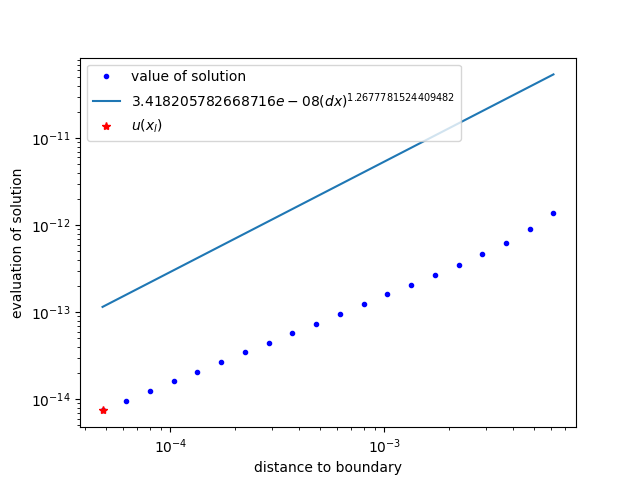 value of solution
3.418205782668716e − 08(dx)^1.2677781524409482
u(x_l)
10^−11
10^−12
10^−13
10^−14
evaluation of solution
10^−4
10^−3
distance to boundary